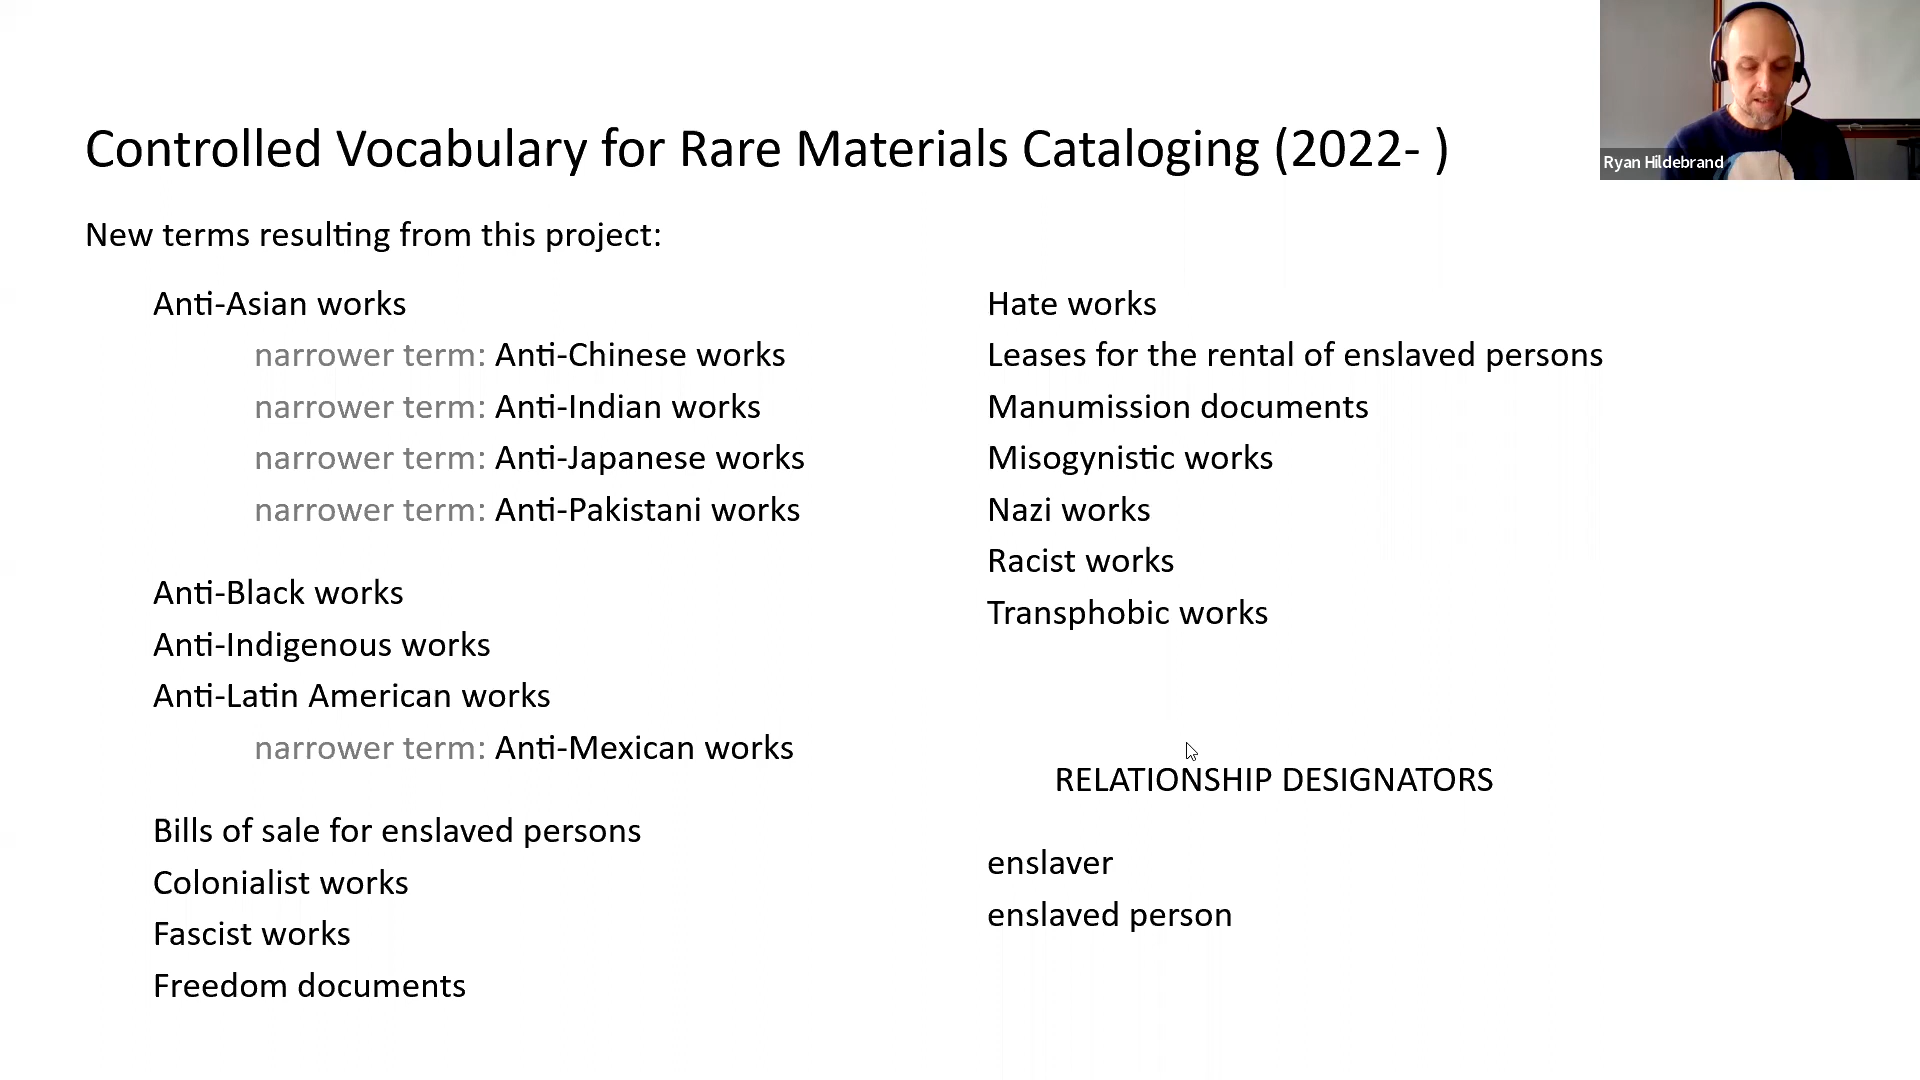 Controlled Vocabulary for Rare Materials Cataloging (2022- )
Ryan Hildebrand
New terms resulting from this project:
Anti-Asian works
narrower term: Anti-Chinese works
narrower term: Anti-Indian works
narrower term: Anti-Japanese works
narrower term: Anti-Pakistani works
Anti-Black works
Anti-Indigenous works
Anti-Latin American works
narrower term: Anti-Mexican works
Bills of sale for enslaved persons
Colonialist works
Fascist works
Freedom documents
Hate works
Leases for the rental of enslaved persons
Manumission documents
Misogynistic works
Nazi works
Racist works
Transphobic works
RELATIONSHIP DESIGNATORS
enslaver
enslaved person